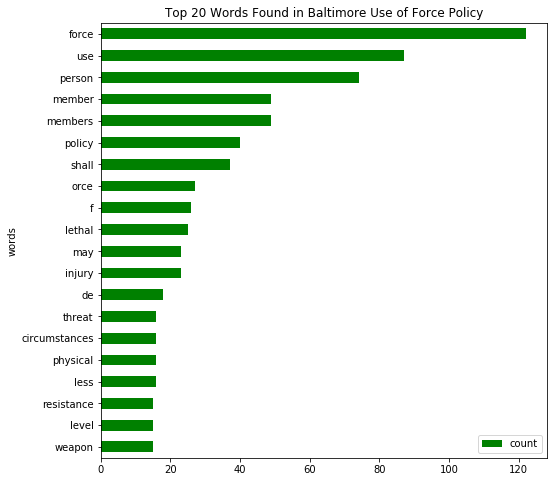 Top 20 Words Found in Baltimore Use of Force Policy
force
use
person
member
members
policy
shall
orce
f
lethal
may
injury
de
threat
circumstances
physical
less
resistance
level
weapon
words
count
0 20 40 60 80 100 120